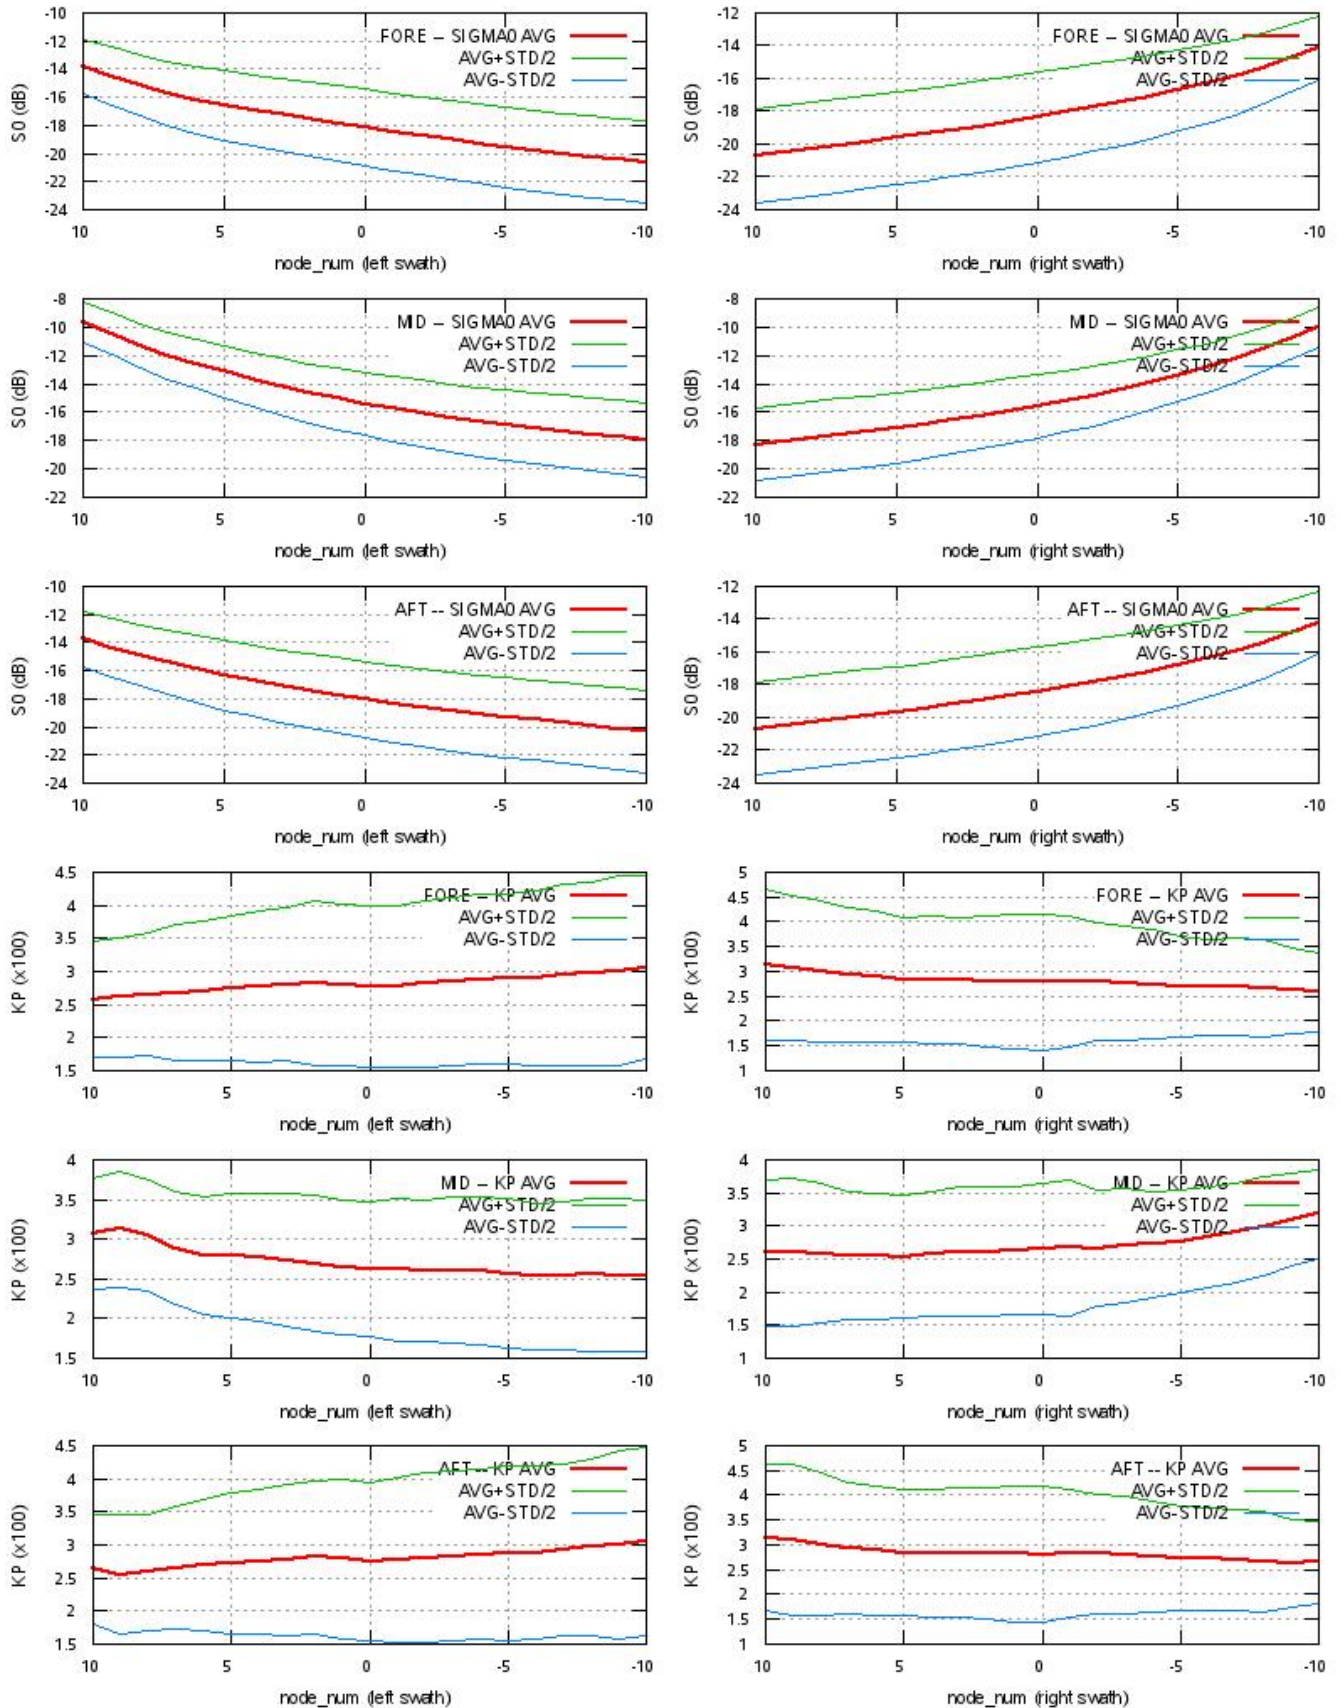 -10
-12
-14
-16
-18
-20
-22
-24
S0 (dB)
FORE -- SIGMA0 AVG
AVG+STD/2
AVG-STD/2
10 5 0 -5 -10
node_num (left swath)
-12
-14
-16
-18
-20
-22
-24
S0 (dB)
FORE -- SIGMA0 AVG
AVG+STD/2
AVG-STD/2
10 5 0 -5 -10
node_num (right swath)
-8
-10
-12
-14
-16
-18
-20
-22
S0 (dB)
MID -- SIGMA0 AVG
AVG+STD/2
AVG-STD/2
10 5 0 -5 -10
node_num (left swath)
-8
-10
-12
-14
-16
-18
-20
-22
S0 (dB)
MID -- SIGMA0 AVG
AVG+STD/2
AVG-STD/2
10 5 0 -5 -10
node_num (right swath)
-10
-12
-14
-16
-18
-20
-22
-24
S0 (dB)
AFT -- SIGMA0 AVG
AVG+STD/2
AVG-STD/2
10 5 0 -5 -10
node_num (left swath)
-12
-14
-16
-18
-20
-22
-24
S0 (dB)
AFT -- SIGMA0 AVG
AVG+STD/2
AVG-STD/2
10 5 0 -5 -10
node_num (right swath)
4.5
4
3.5
3
2.5
2
1.5
KP (x100)
FORE -- KP AVG
AVG+STD/2
AVG-STD/2
10 5 0 -5 -10
node_num (left swath)
5
4.5
4
3.5
3
2.5
2
1.5
1
KP (x100)
FORE -- KP AVG
AVG+STD/2
AVG-STD/2
10 5 0 -5 -10
node_num (right swath)
4
3.5
3
2.5
2
1.5
KP (x100)
MID -- KP AVG
AVG+STD/2
AVG-STD/2
10 5 0 -5 -10
node_num (left swath)
4
3.5
3
2.5
2
1.5
1
KP (x100)
MID -- KP AVG
AVG+STD/2
AVG-STD/2
10 5 0 -5 -10
node_num (right swath)
4.5
4
3.5
3
2.5
2
1.5
KP (x100)
AFT -- KP AVG
AVG+STD/2
AVG-STD/2
10 5 0 -5 -10
node_num (left swath)
5
4.5
4
3.5
3
2.5
2
1.5
1
KP (x100)
AFT -- KP AVG
AVG+STD/2
AVG-STD/2
10 5 0 -5 -10
node_num (right swath)